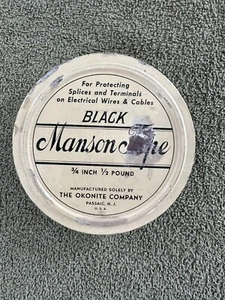 For Protecting
Splices and Terminals
on Electrical Wires & Cables
BLACK
Manson Tape
¾ INCH ½ POUND
MANUFACTURED SOLELY BY
THE OKONITE COMPANY
PASSAIC, N. J.
U. S. A.